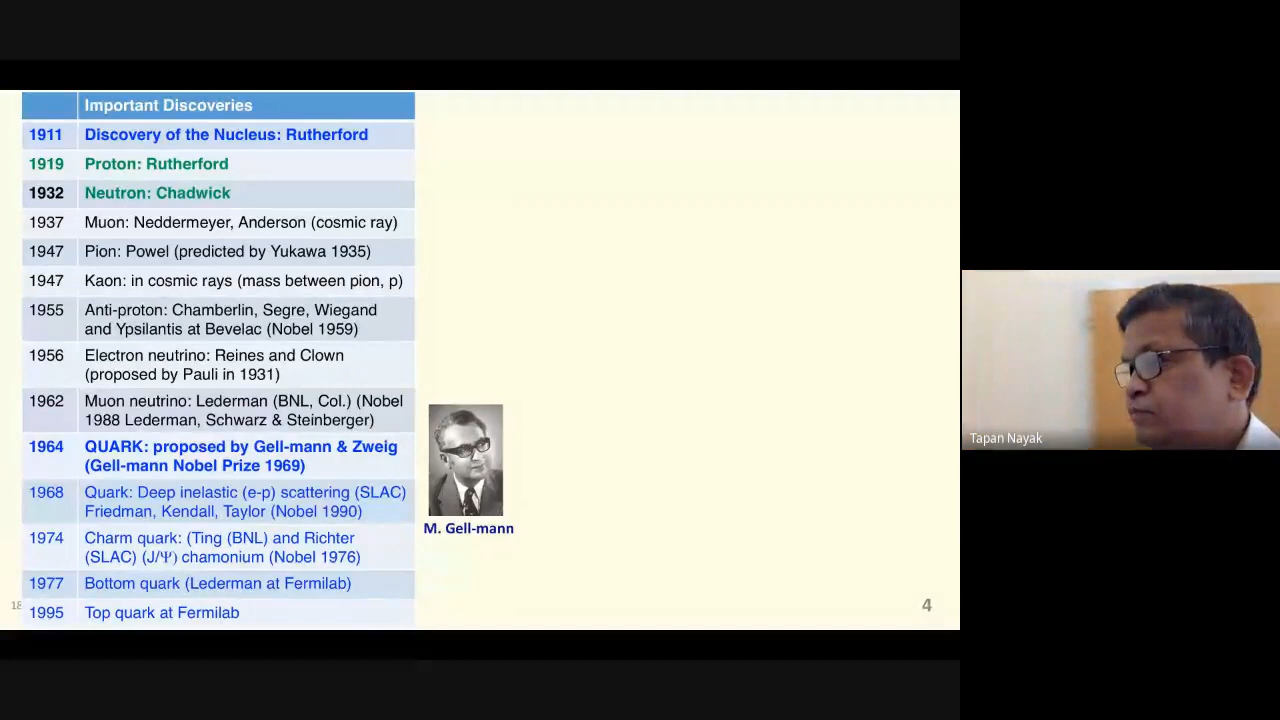 Important Discoveries
1911 Discovery of the Nucleus: Rutherford
1919 Proton: Rutherford
1932 Neutron: Chadwick
1937 Muon: Neddermeyer, Anderson (cosmic ray)
1947 Pion: Powel (predicted by Yukawa 1935)
1947 Kaon: in cosmic rays (mass between pion, p)
1955 Anti-proton: Chamberlin, Segre, Wiegand
and Ypsilantis at Bevelac (Nobel 1959)
1956 Electron neutrino: Reines and Clown
(proposed by Pauli in 1931)
1962 Muon neutrino: Lederman (BNL, Col.) (Nobel
1988 Lederman, Schwarz & Steinberger)
1964 QUARK: proposed by Gell-mann & Zweig
(Gell-mann Nobel Prize 1969)
1968 Quark: Deep inelastic (e-p) scattering (SLAC)
Friedman, Kendall, Taylor (Nobel 1990)
1974 Charm quark: (Ting (BNL) and Richter
(SLAC) (J/Ψ) chamonium (Nobel 1976)
1977 Bottom quark (Lederman at Fermilab)
1995 Top quark at Fermilab
M. Gell-mann
18
4
Tapan Nayak